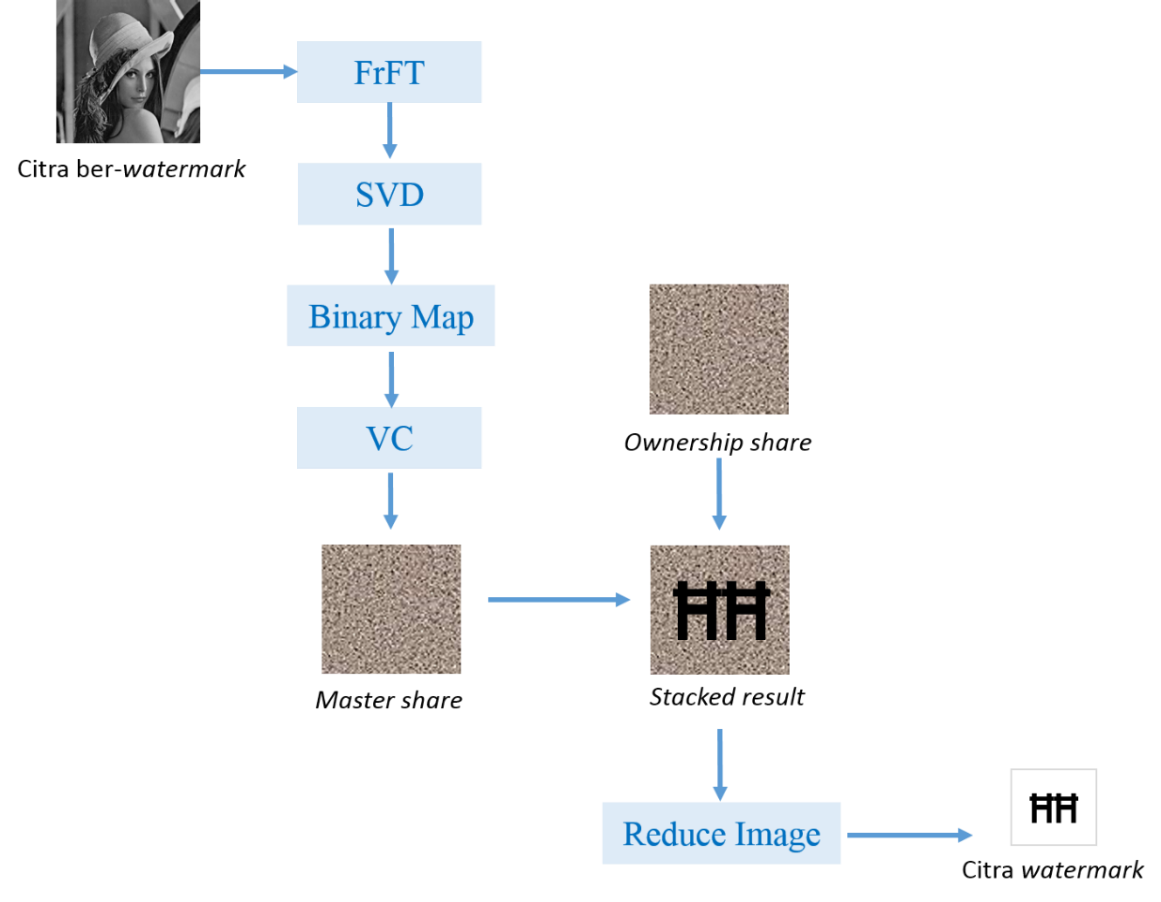 FrFT
Citra ber-watermark
SVD
Binary Map
VC
Ownership share
Master share
Stacked result
Reduce Image
Citra watermark